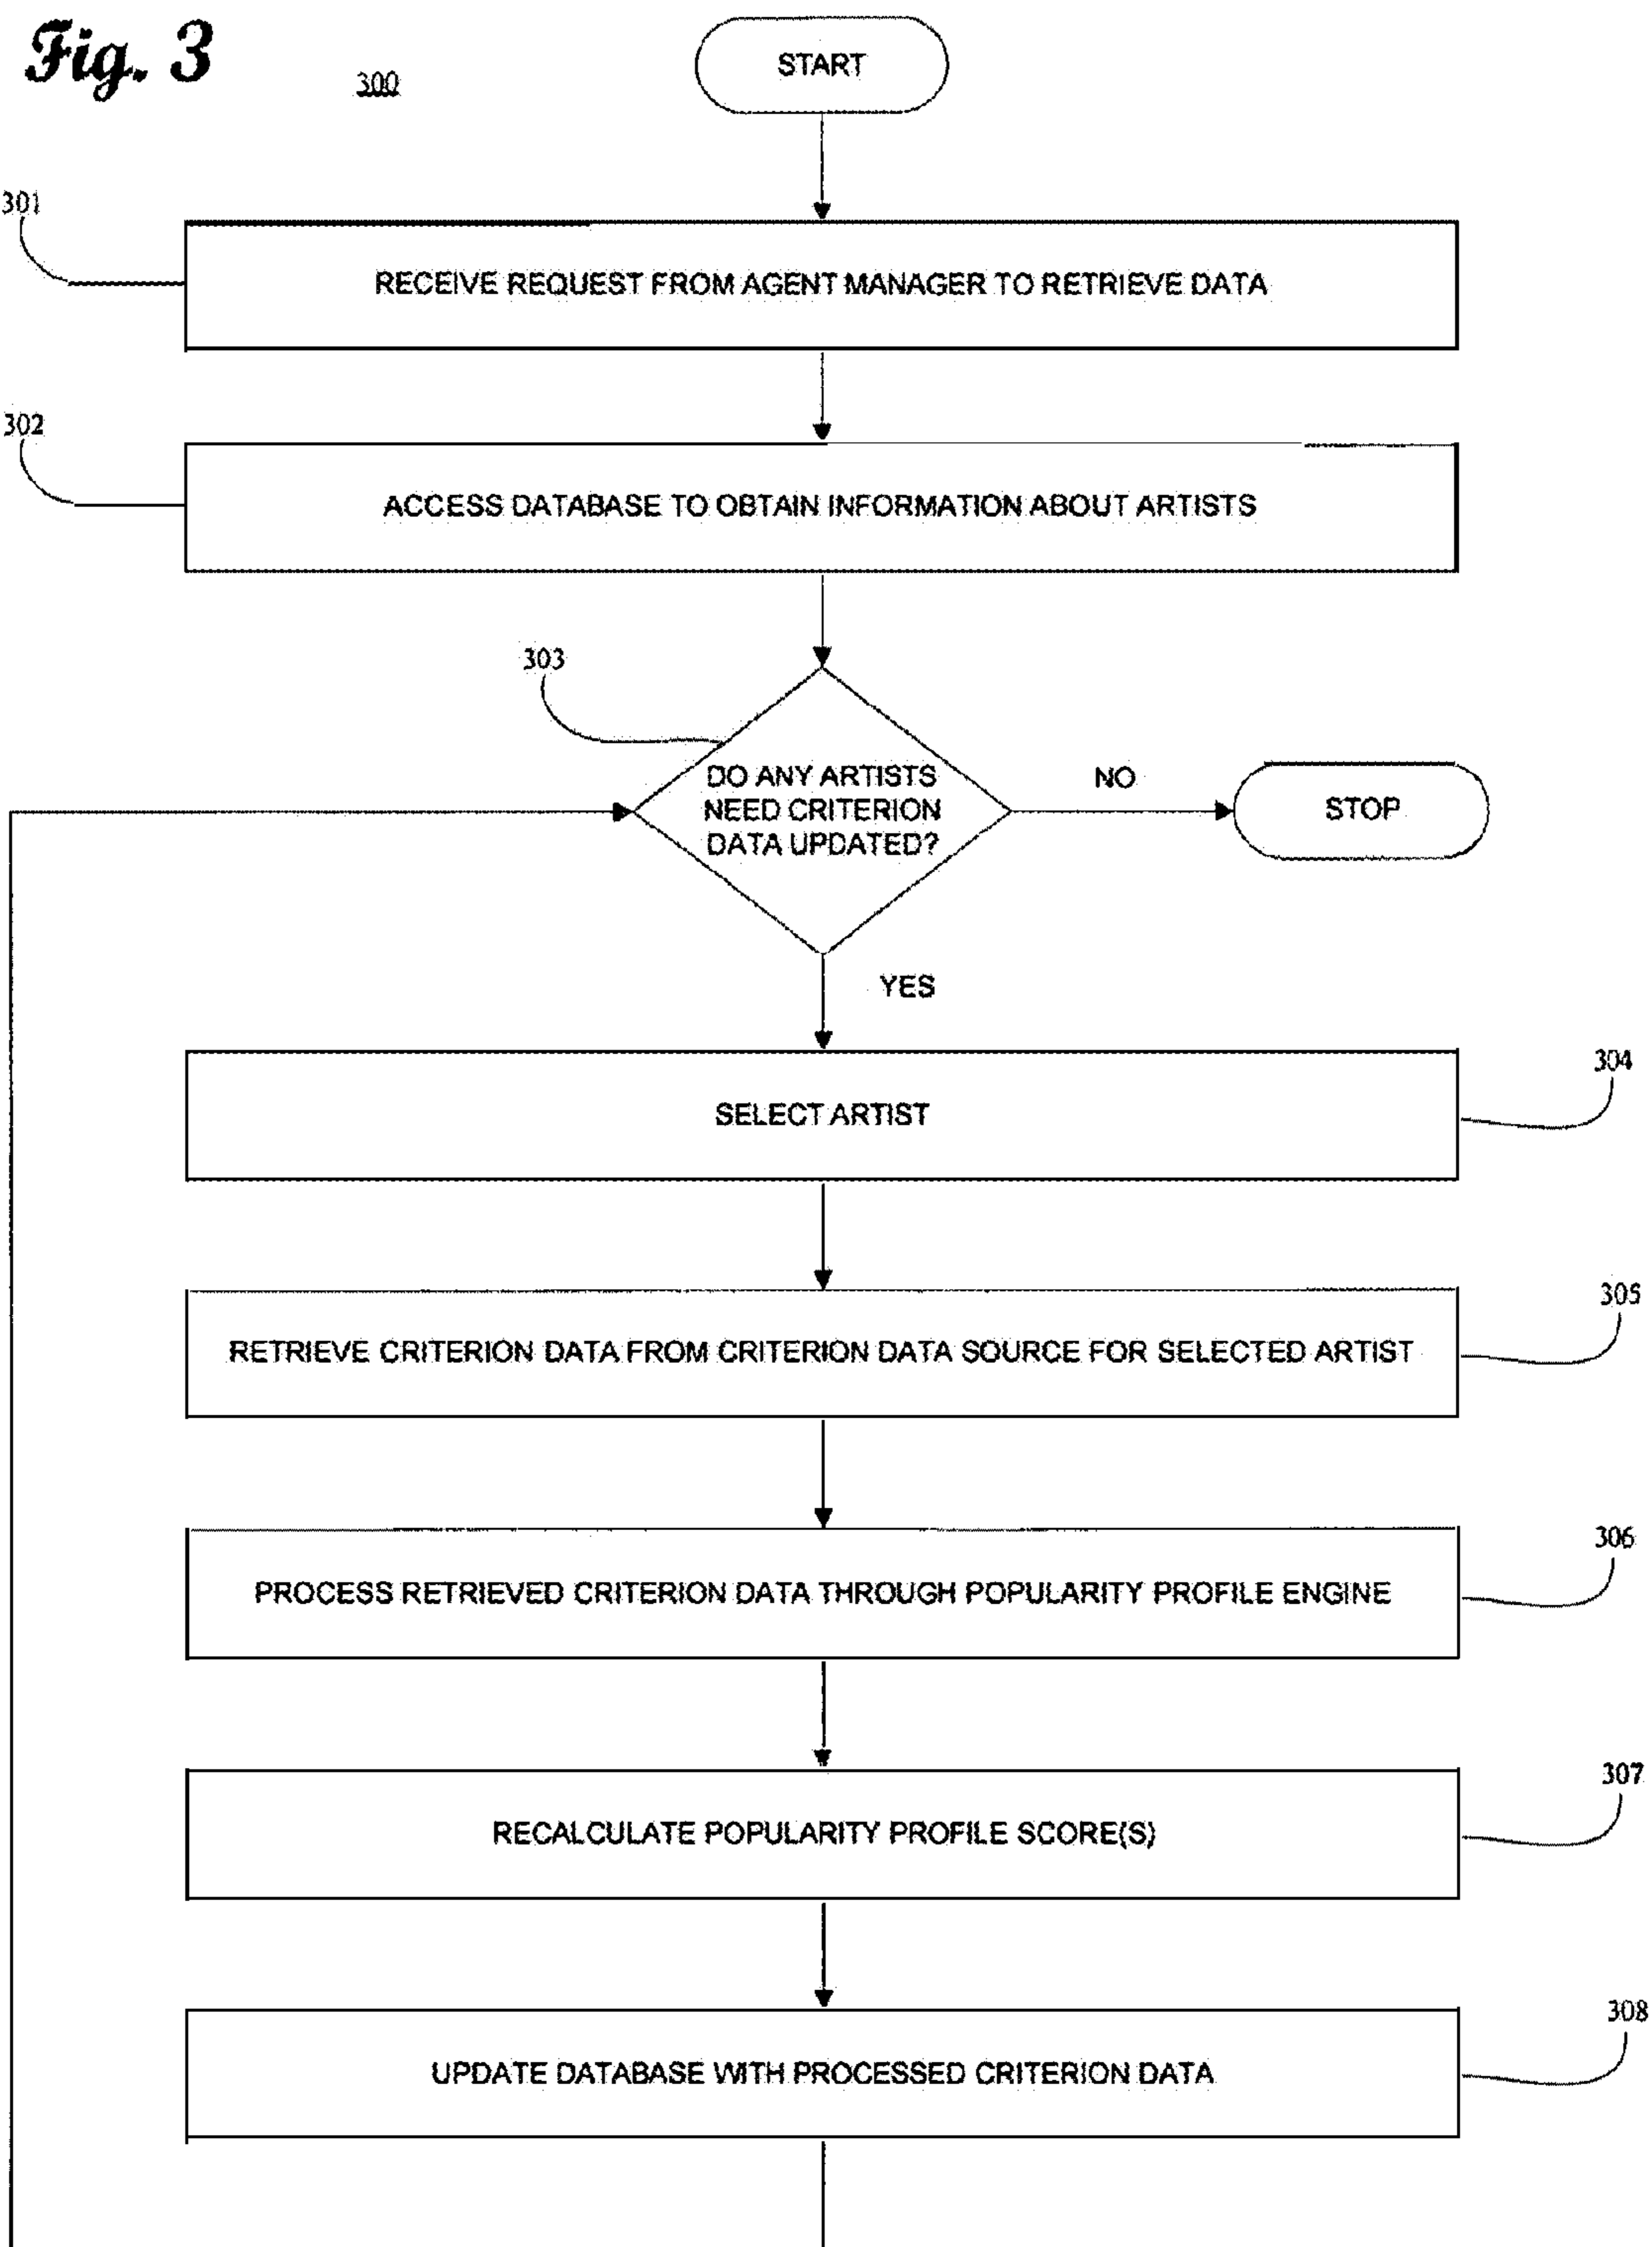 Fig. 3
300
START
301
RECEIVE REQUEST FROM AGENT MANAGER TO RETRIEVE DATA
302
ACCESS DATABASE TO OBTAIN INFORMATION ABOUT ARTISTS
303
DO ANY ARTISTS
NEED CRITERION
DATA UPDATED?
NO
STOP
YES
SELECT ARTIST
304
RETRIEVE CRITERION DATA FROM CRITERION DATA SOURCE FOR SELECTED ARTIST
305
PROCESS RETRIEVED CRITERION DATA THROUGH POPULARITY PROFILE ENGINE
306
RECALCULATE POPULARITY PROFILE SCORE(S)
307
UPDATE DATABASE WITH PROCESSED CRITERION DATA
308